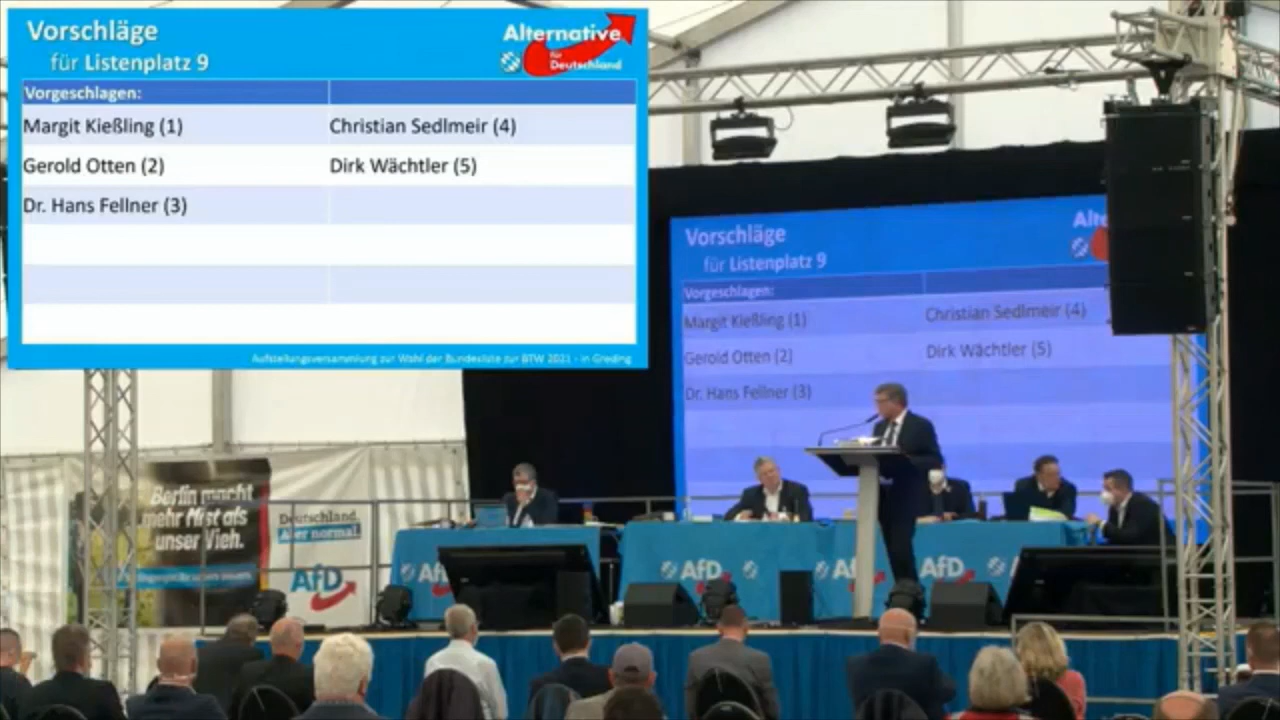 Vorschläge
für Listenplatz 9
Alternative
für
Deutschland
Vorgeschlagen:
Margit Kießling (1)
Christian Sedlmeir (4)
Gerold Otten (2)
Dirk Wächtler (5)
Dr. Hans Fellner (3)
Aufstellungsversammlung zur Wahl der Bundesliste zur BTW 2021 - in Greding
Vorschläge
für Listenplatz 9
Alte
Vorgeschlagen:
Margit Kießling (1)
Christian Sedlmeir (4)
Gerold Otten (2)
Dirk Wächtler (5)
Dr. Hans Fellner (3)
Berlin macht
mehr Mist als
unser Vieh.
Deutschland.
Aber normal.
AfD
AfD
AfD
AfD
AfD